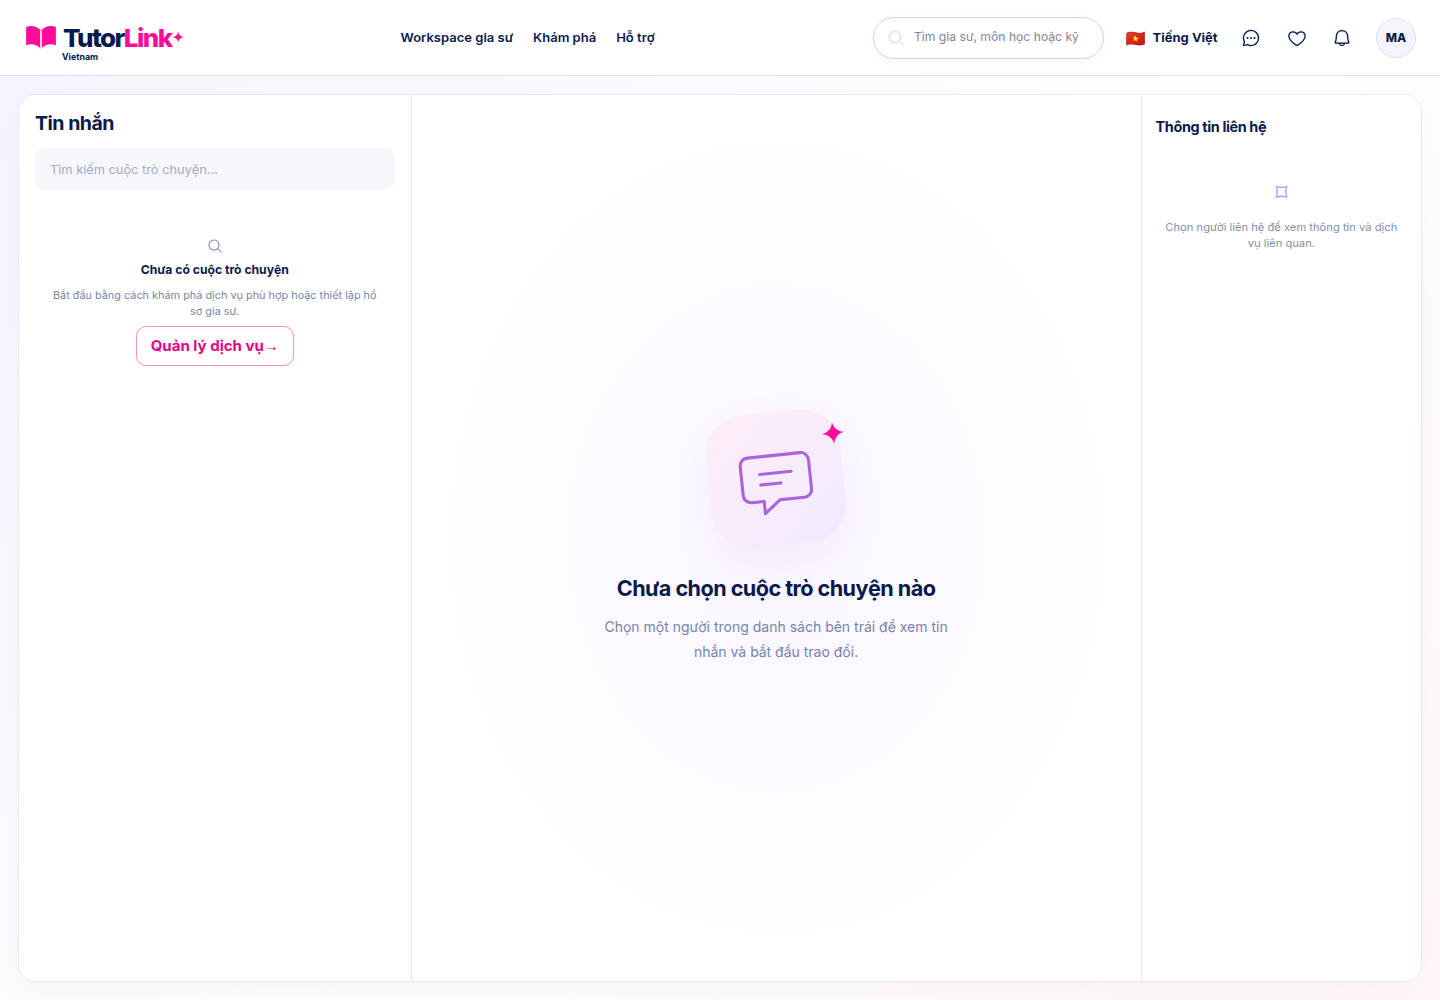 TutorLink
Vietnam
Workspace gia sư
Khám phá
Hỗ trợ
Tìm gia sư, môn học hoặc kỹ
Tiếng Việt
MA
Tin nhắn
Tìm kiếm cuộc trò chuyện...
Chưa có cuộc trò chuyện
Bắt đầu bằng cách khám phá dịch vụ phù hợp hoặc thiết lập hồ
sơ gia sư.
Quản lý dịch vụ→
Chưa chọn cuộc trò chuyện nào
Chọn một người trong danh sách bên trái để xem tin
nhắn và bắt đầu trao đổi.
Thông tin liên hệ
Chọn người liên hệ để xem thông tin và dịch
vụ liên quan.